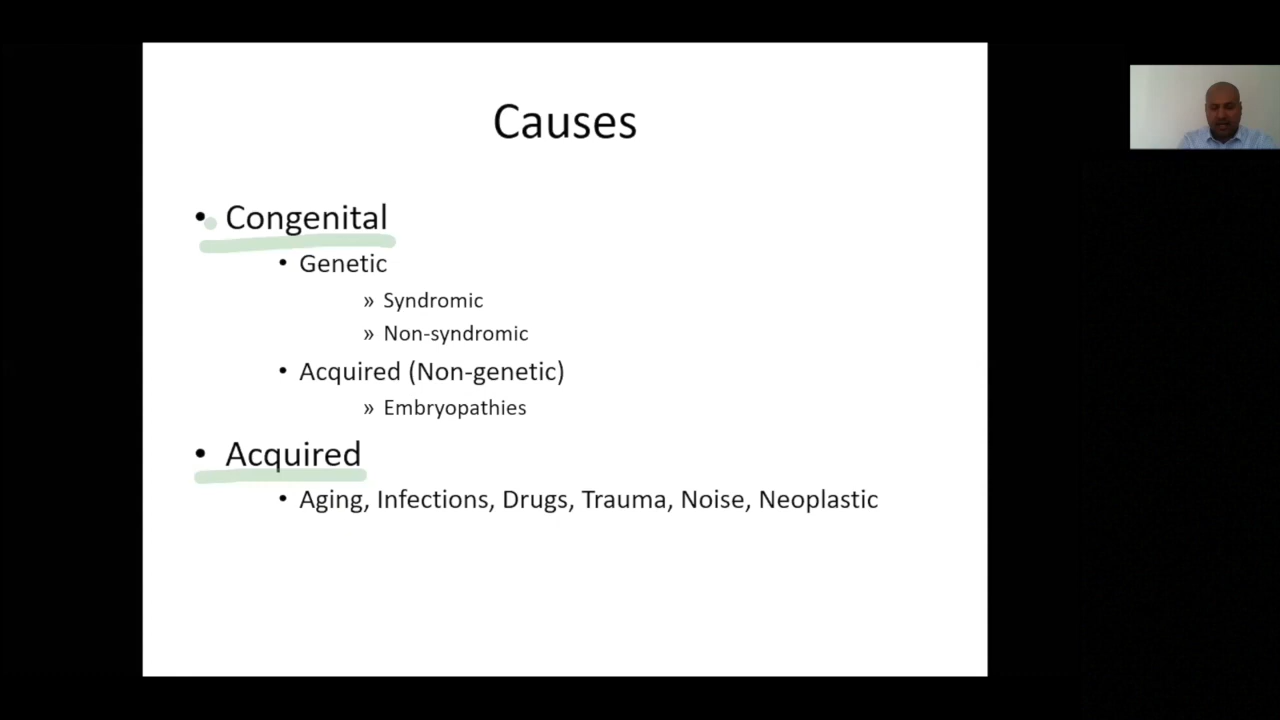 Causes
• Congenital
• Genetic
» Syndromic
» Non-syndromic
• Acquired (Non-genetic)
» Embryopathies
• Acquired
• Aging, Infections, Drugs, Trauma, Noise, Neoplastic